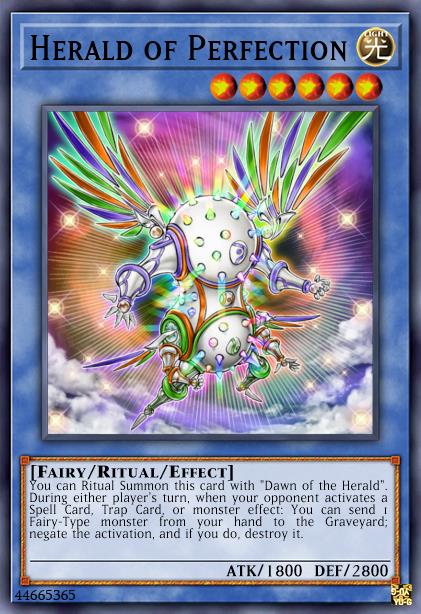 HERALD OF PERFECTION
LIGHT
光
[FAIRY/RITUAL/EFFECT]
You can Ritual Summon this card with "Dawn of the Herald".
During either player's turn, when your opponent activates a
Spell Card, Trap Card, or monster effect: You can send 1
Fairy-Type monster from your hand to the Graveyard;
negate the activation, and if you do, destroy it.
ATK/1800 DEF/2800
44665365